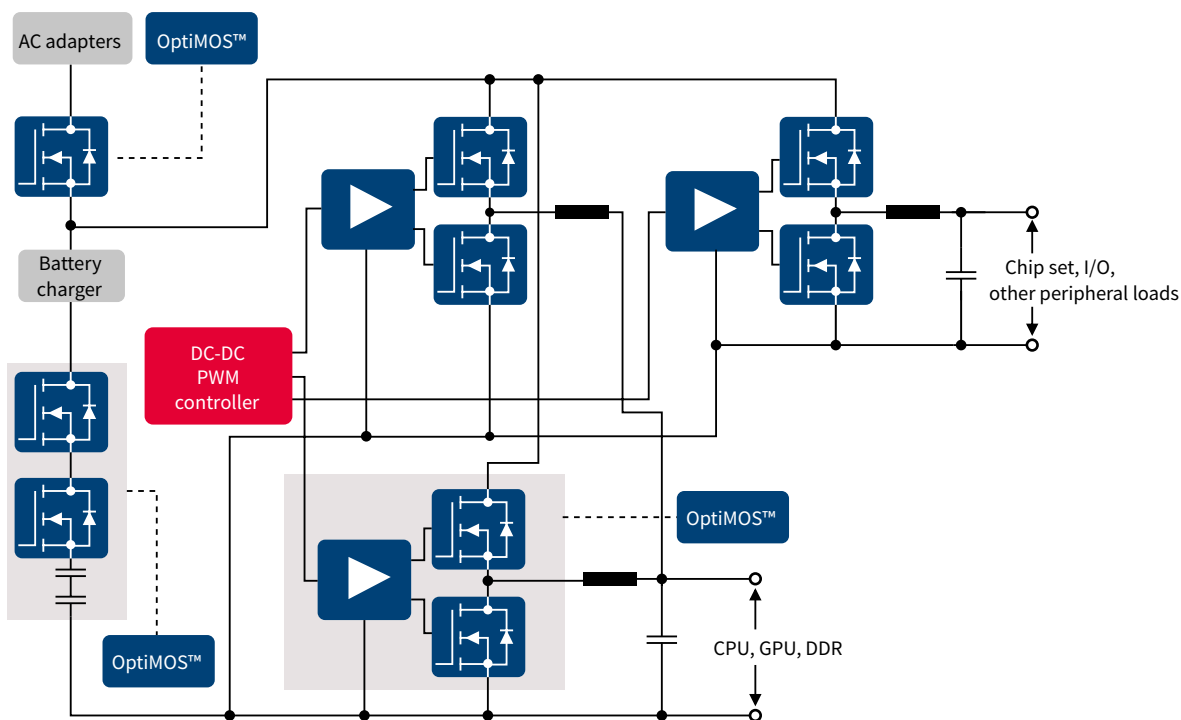 AC adapters
OptiMOS™
Battery
charger
Chip set, I/O,
other peripheral loads
DC-DC
PWM
controller
OptiMOS™
OptiMOS™
CPU, GPU, DDR